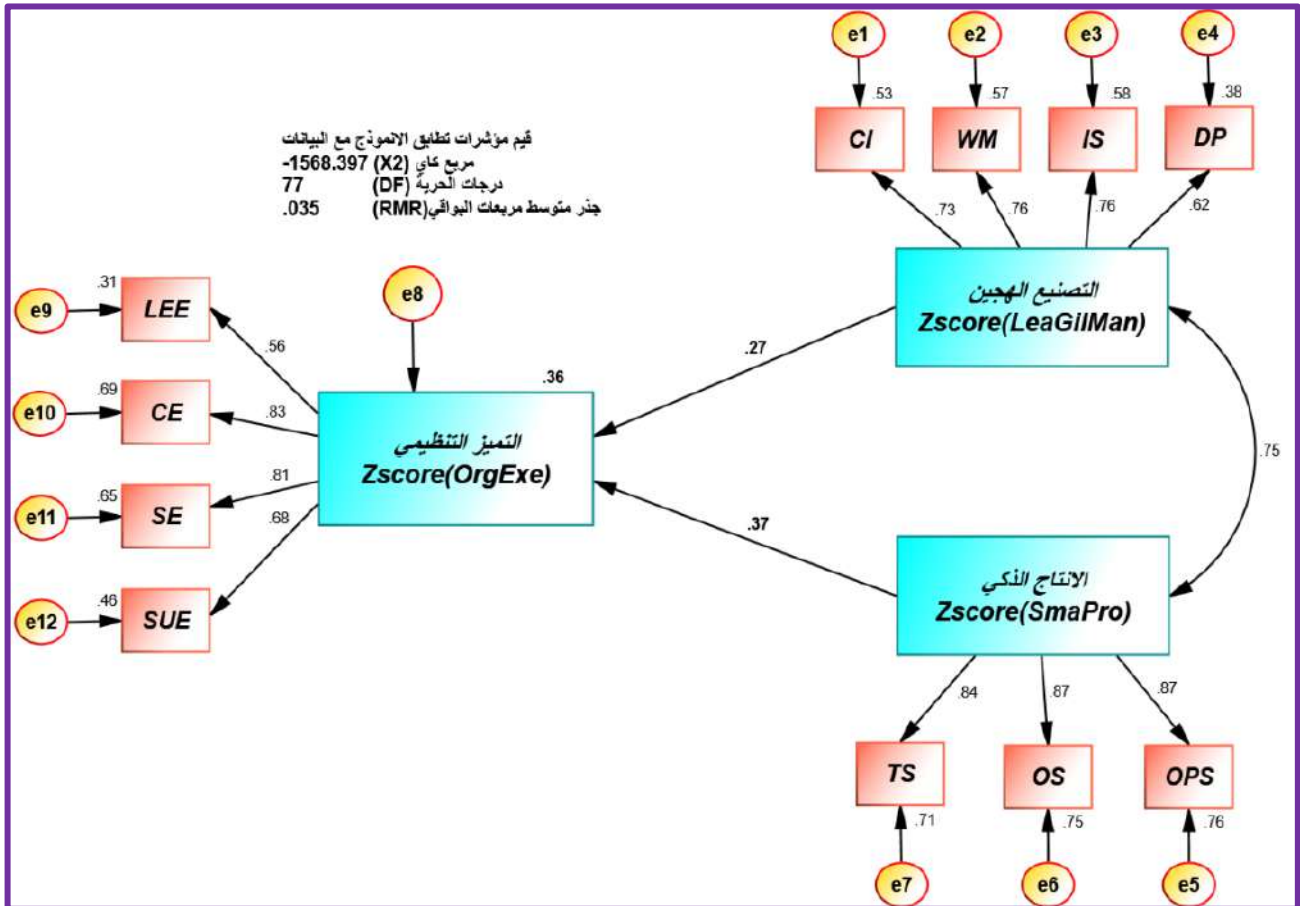 e1
e2
e3
e4
.53
.57
.58
.38
CI
WM
IS
DP
.73
.76
.76
.62
قيم مؤشرات تطابق الانموذج مع البيانات
مربع كاي (X2) 1568.397-
درجات الحرية (DF) 77
جذر متوسط مربعات البواقي(RMR) .035
التصنيع الهجين
Zscore(LeaGilMan)
e8
e9
.31
LEE
.56
.27
.36
e10
.69
CE
.83
التميز التنظيمي
Zscore(OrgExe)
.75
e11
.65
SE
.81
.37
e12
.46
SUE
.68
الانتاج الذكي
Zscore(SmaPro)
.84
.87
.87
TS
OS
OPS
.71
.75
.76
e7
e6
e5